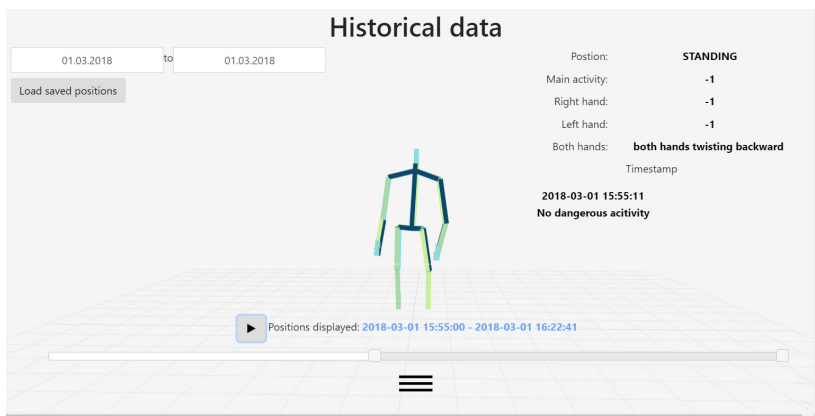 Historical data
01.03.2018 to 01.03.2018
Load saved positions
Postion: STANDING
Main activity: -1
Right hand: -1
Left hand: -1
Both hands: both hands twisting backward
Timestamp
2018-03-01 15:55:11
No dangerous acitivity
Positions displayed: 2018-03-01 15:55:00 - 2018-03-01 16:22:41